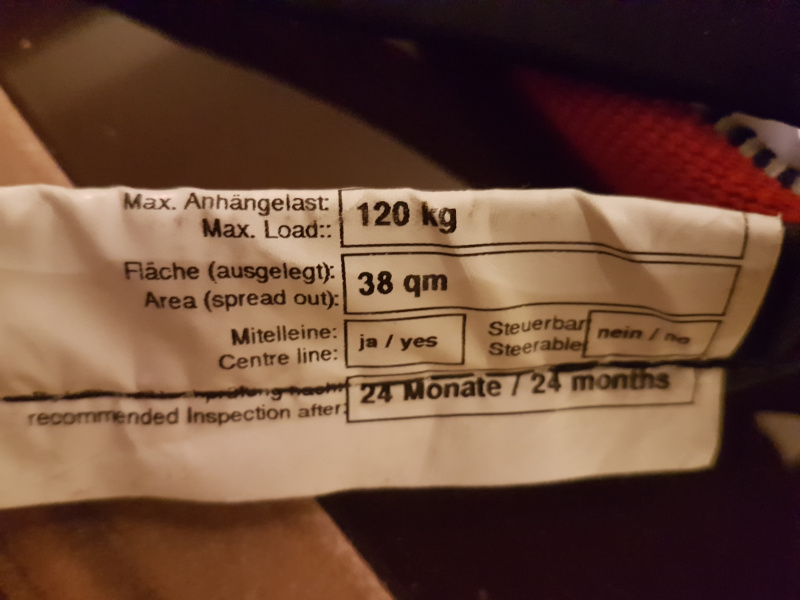 Max. Anhängelast:
Max. Load::
120 kg
Fläche (ausgelegt):
Area (spread out):
38 qm
Mitelleine:
Centre line:
ja / yes
Steuerbar
Steerable
nein / no
24 Monate / 24 months
recommended Inspection after: